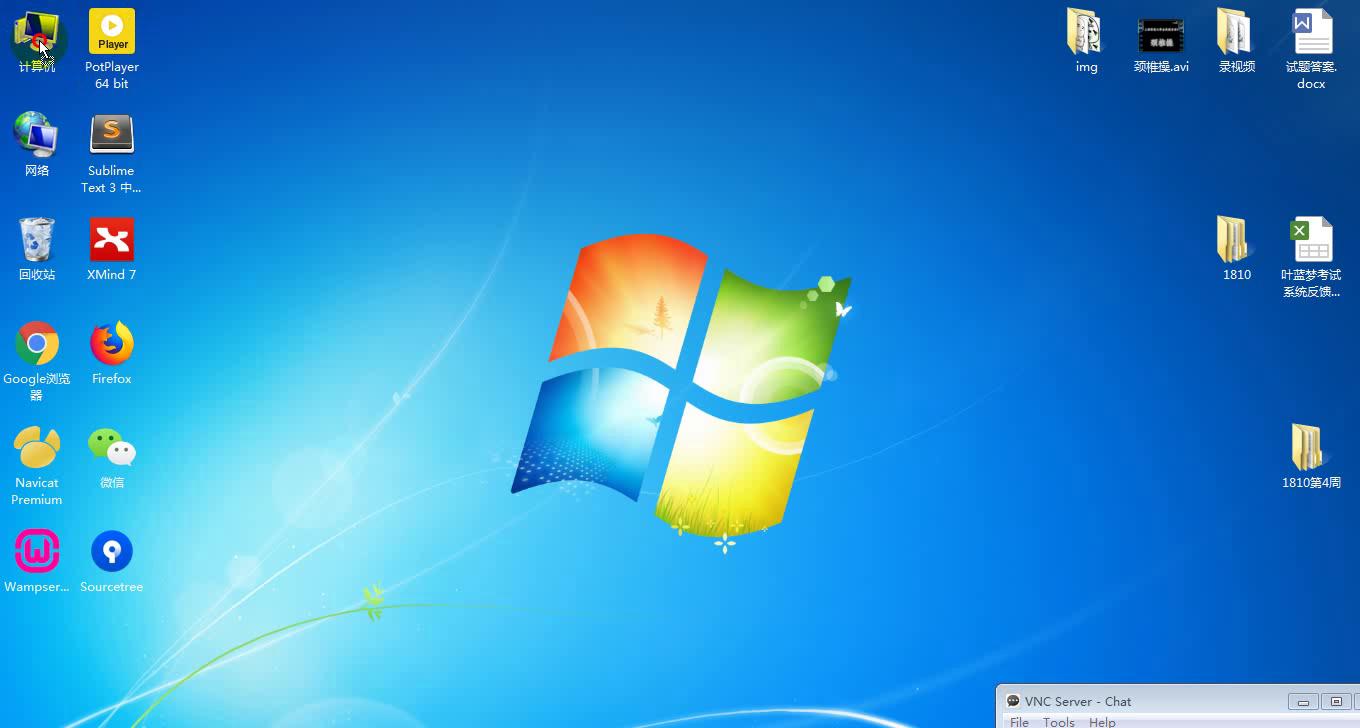 计算机
Player
PotPlayer
64 bit
img
颈椎操.avi
录视频
试题答案.
docx
网络
Sublime
Text 3 中...
回收站
XMind 7
1810
叶蓝梦考试
系统反馈...
Google浏览
器
Firefox
Navicat
Premium
微信
1810第4周
Wampser...
Sourcetree
VNC Server - Chat
File Tools Help